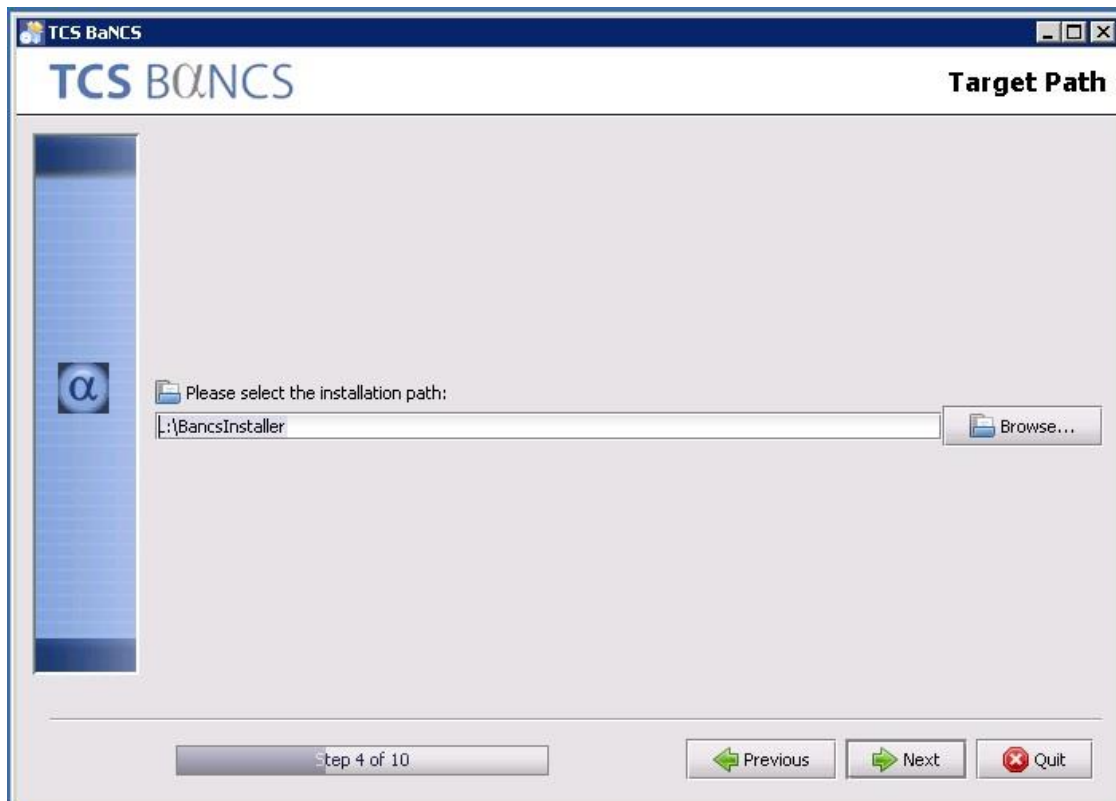 TCS BaNCS
TCS BαNCS
Target Path
α
Please select the installation path:
L:\BancsInstaller
Browse...
Step 4 of 10
Previous
Next
Quit